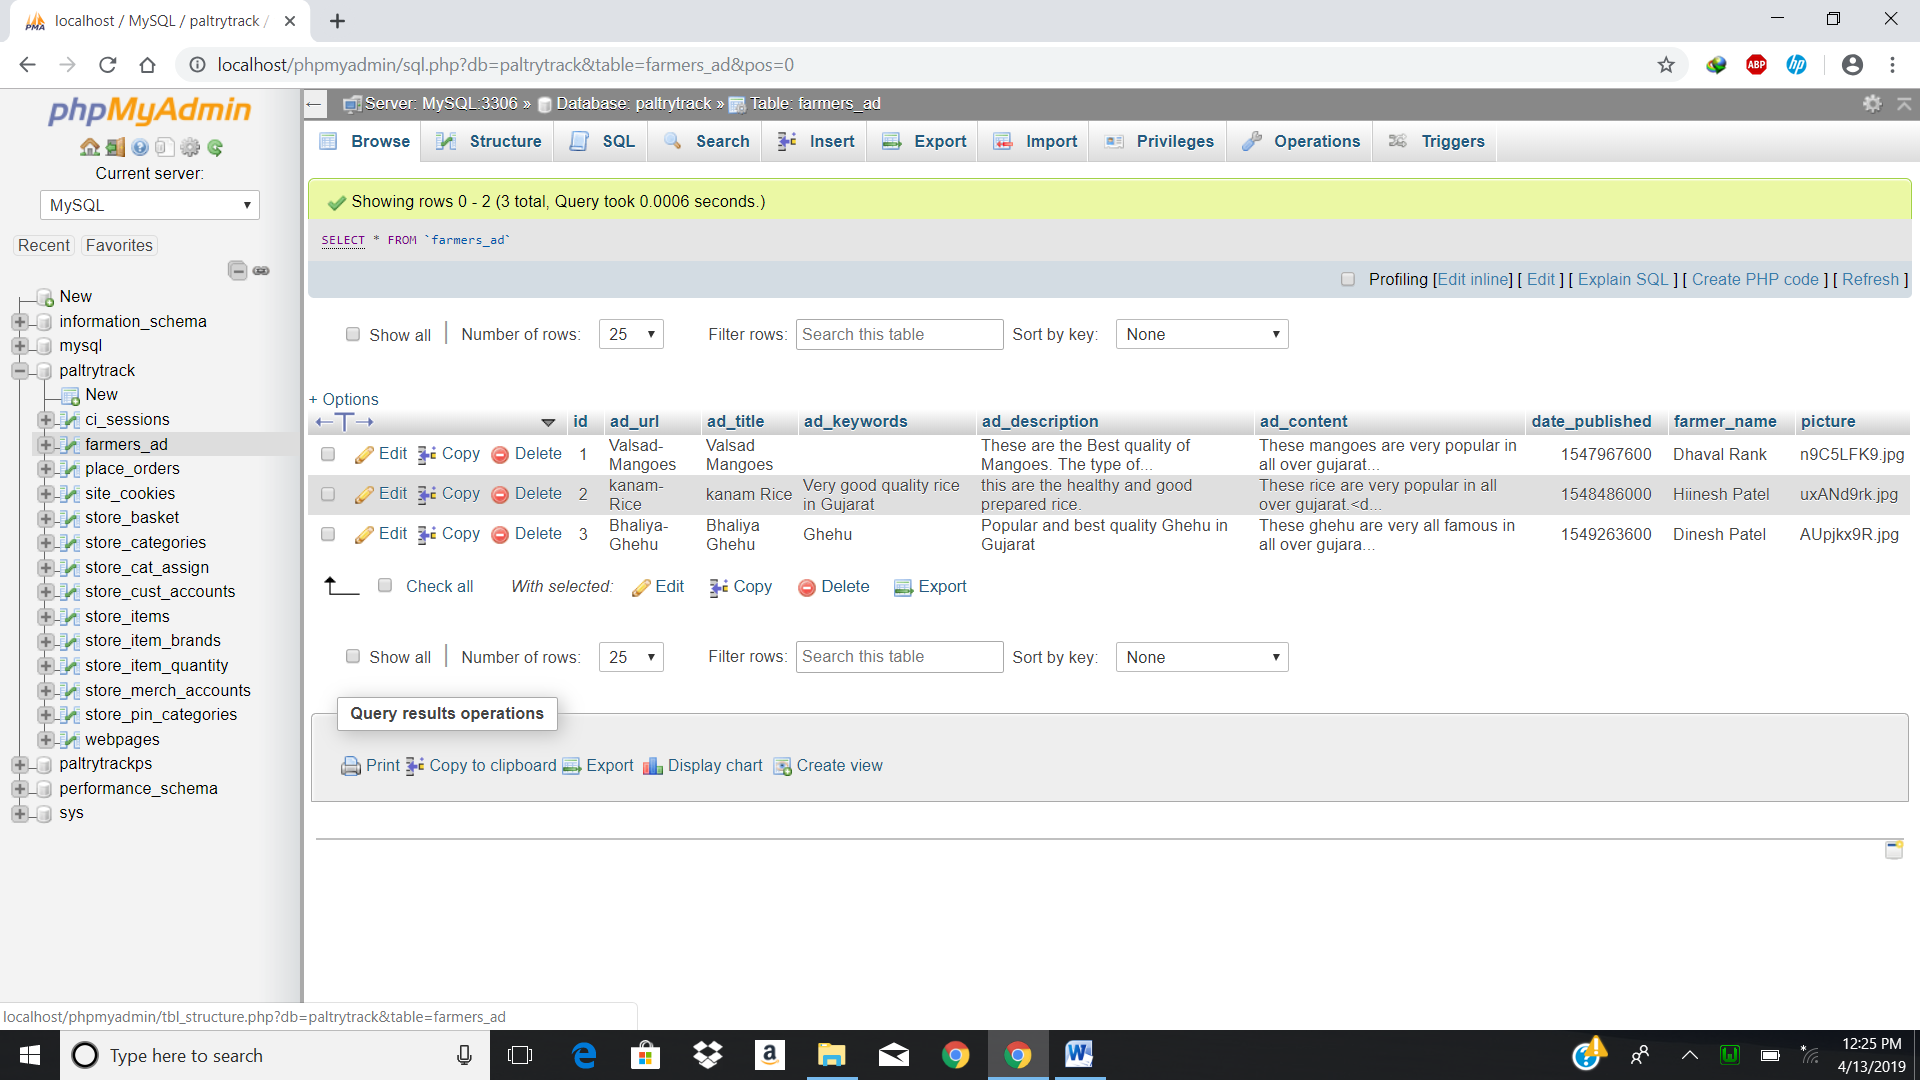 localhost / MySQL / paltrytrack /
localhost/phpmyadmin/sql.php?db=paltrytrack&table=farmers_ad&pos=0
ABP
hp
phpMyAdmin
Current server:
MySQL
Recent
Favorites
New
information_schema
mysql
paltrytrack
New
ci_sessions
farmers_ad
place_orders
site_cookies
store_basket
store_categories
store_cat_assign
store_cust_accounts
store_items
store_item_brands
store_item_quantity
store_merch_accounts
store_pin_categories
webpages
paltrytrackps
performance_schema
sys
Server: MySQL:3306 » Database: paltrytrack » Table: farmers_ad
Browse Structure SQL Search Insert Export Import Privileges Operations Triggers
Showing rows 0 - 2 (3 total, Query took 0.0006 seconds.)
SELECT * FROM `farmers_ad`
Profiling [Edit inline] [ Edit ] [ Explain SQL ] [ Create PHP code ] [ Refresh ]
Show all Number of rows: 25 Filter rows: Search this table Sort by key: None
+ Options
id ad_url ad_title ad_keywords ad_description ad_content date_published farmer_name picture
Edit Copy Delete 1 Valsad-Mangoes Valsad Mangoes These are the Best quality of Mangoes. The type of... These mangoes are very popular in all over gujarat... 1547967600 Dhaval Rank n9C5LFK9.jpg
Edit Copy Delete 2 kanam-Rice kanam Rice Very good quality rice in Gujarat this are the healthy and good prepared rice. These rice are very popular in all over gujarat.<d... 1548486000 Hiinesh Patel uxANd9rk.jpg
Edit Copy Delete 3 Bhaliya-Ghehu Bhaliya Ghehu Ghehu Popular and best quality Ghehu in Gujarat These ghehu are very all famous in all over gujara... 1549263600 Dinesh Patel AUpjkx9R.jpg
Check all With selected: Edit Copy Delete Export
Show all Number of rows: 25 Filter rows: Search this table Sort by key: None
Query results operations
Print Copy to clipboard Export Display chart Create view
localhost/phpmyadmin/tbl_structure.php?db=paltrytrack&table=farmers_ad
Type here to search
12:25 PM
4/13/2019